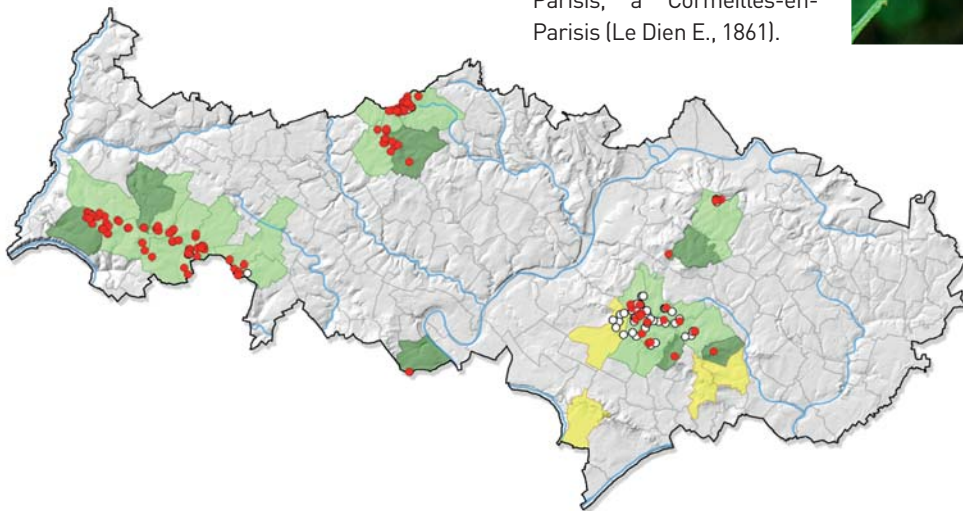 Parisis, à Cormeilles-en-
Parisis (Le Dien E., 1861).